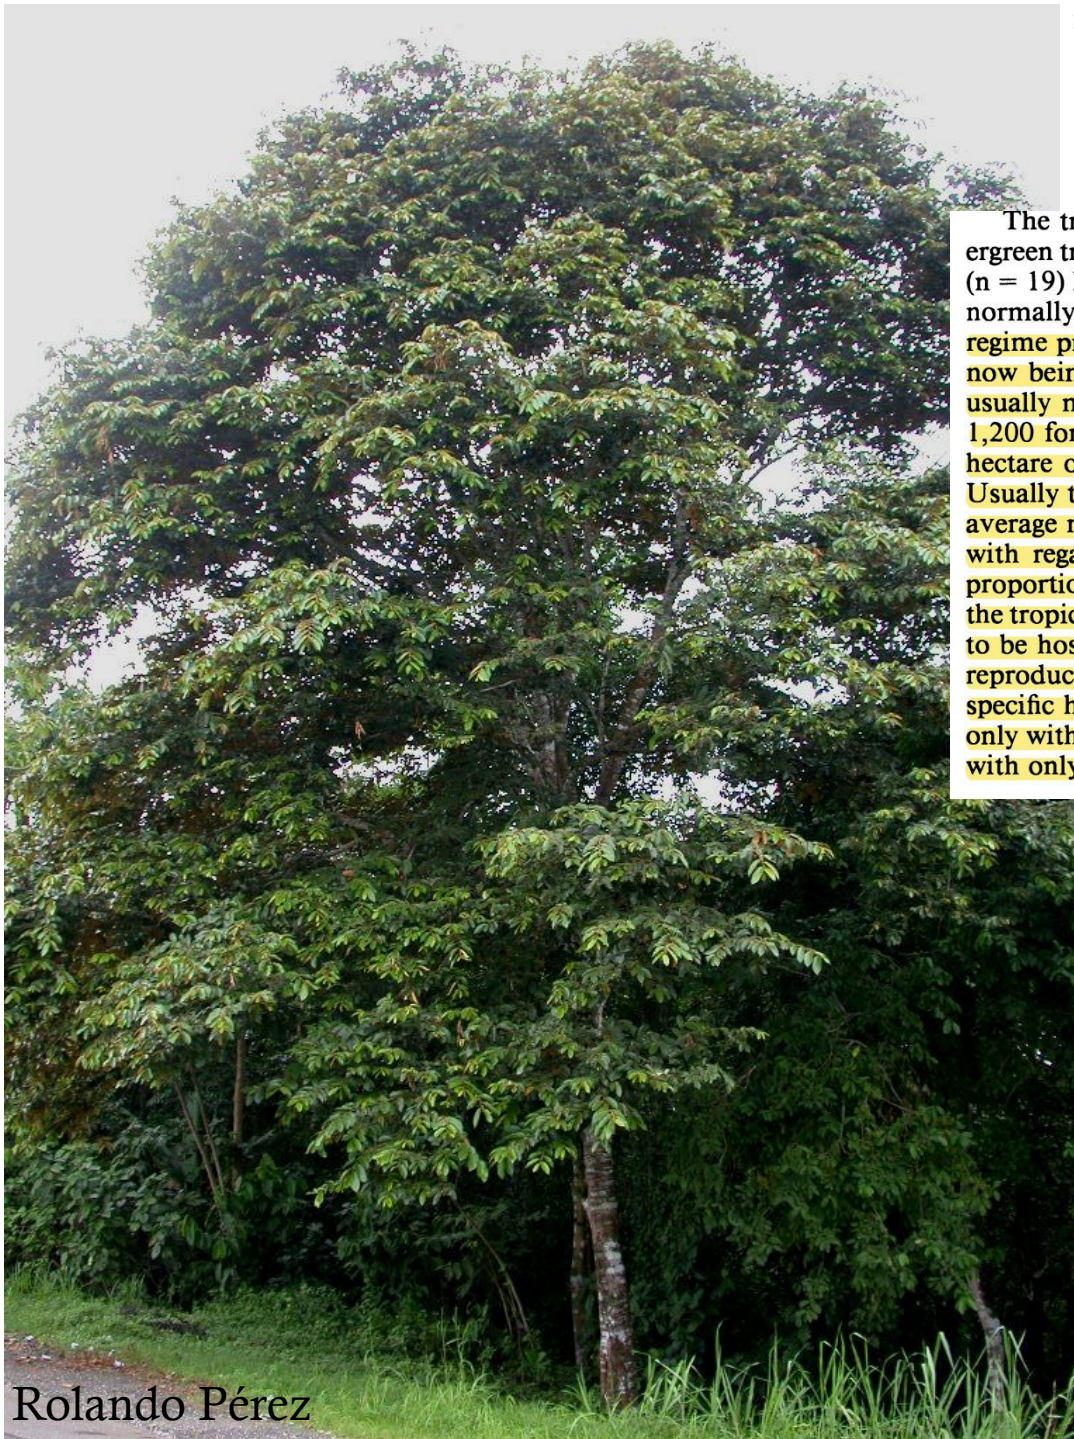 The tr
ergreen tr
(n = 19)
normally
regime pr
now bein
usually
1,200 for
hectare
Usually t
average
with rega
proportio
the tropic
to be hos
reproduc
specific h
only with
with only
Rolando Pérez